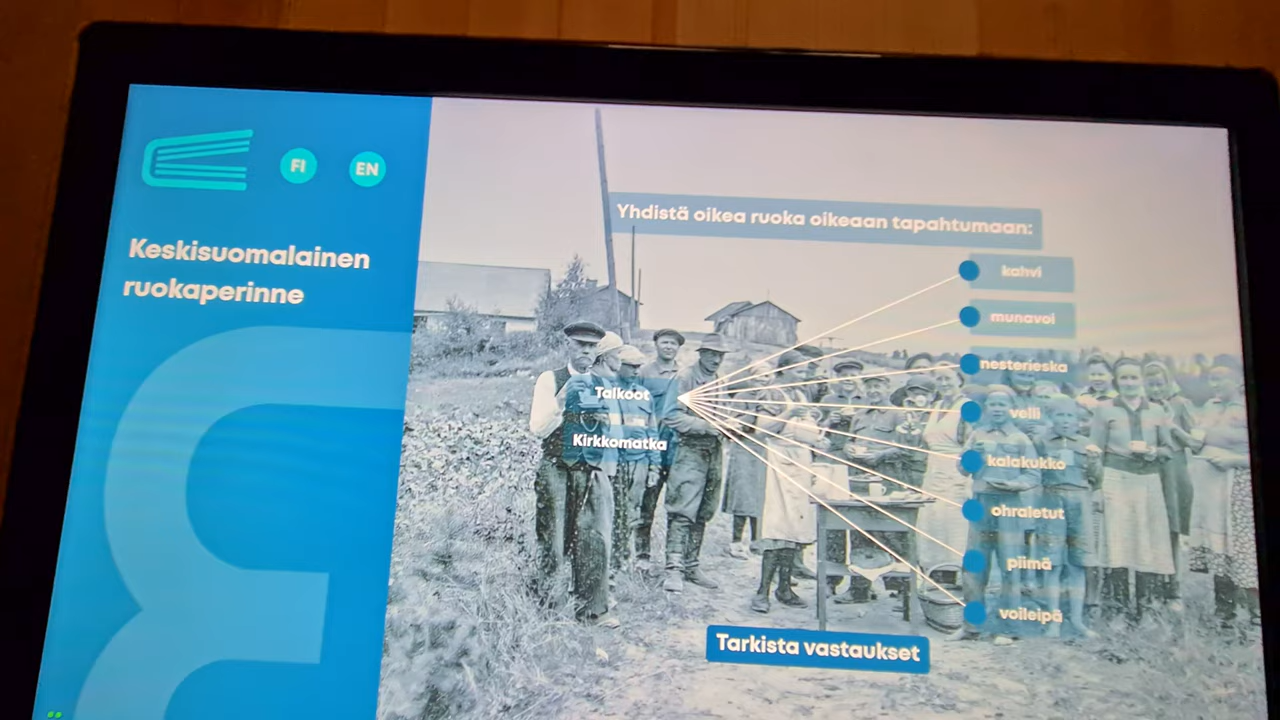 FI
EN
Keskisuomalainen
ruokaperinne
Yhdistä oikea ruoka oikeaan tapahtumaan:
Talkoot
Kirkkomatka
kahvi
munavoi
nesterieska
velli
kalakukko
ohraletut
piimä
voileipä
Tarkista vastaukset